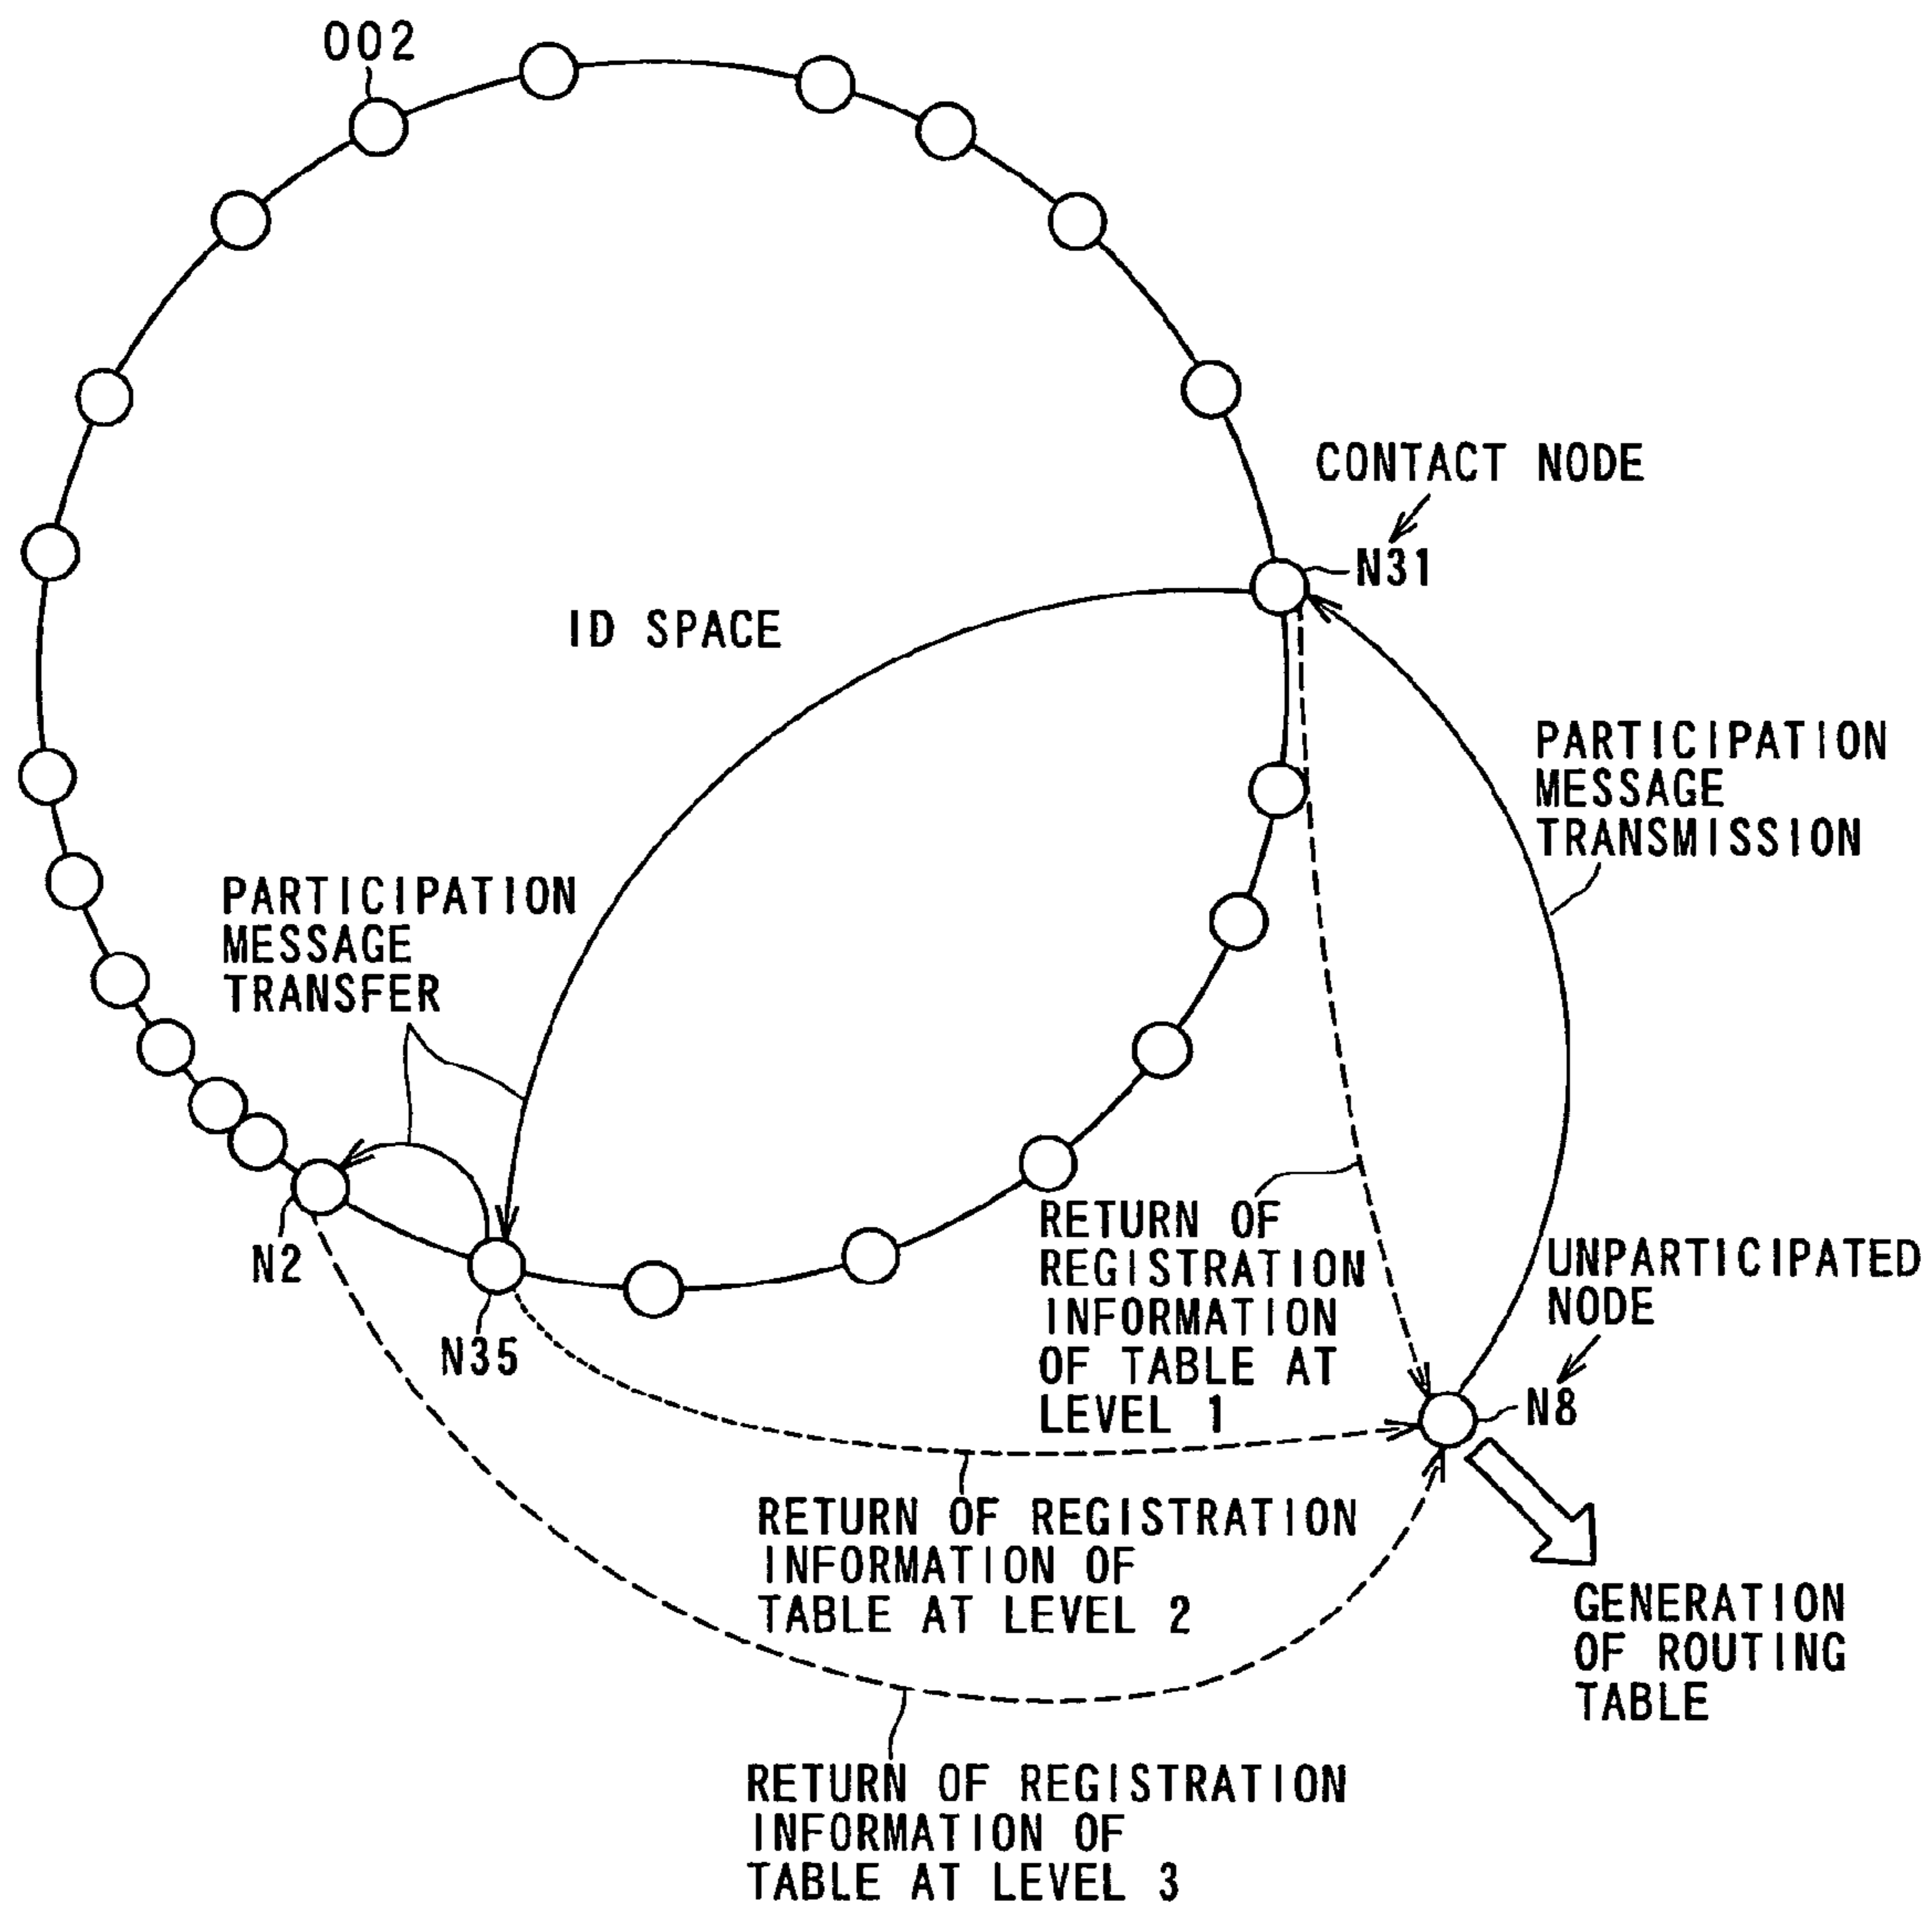 002
CONTACT NODE
N31
ID SPACE
PARTICIPATION
MESSAGE
TRANSMISSION
PARTICIPATION
MESSAGE
TRANSFER
N2
N35
RETURN OF
REGISTRATION
INFORMATION
OF TABLE AT
LEVEL 1
UNPARTICIPATED
NODE
N8
RETURN OF REGISTRATION
INFORMATION OF
TABLE AT LEVEL 2
GENERATION
OF ROUTING
TABLE
RETURN OF REGISTRATION
INFORMATION OF
TABLE AT LEVEL 3